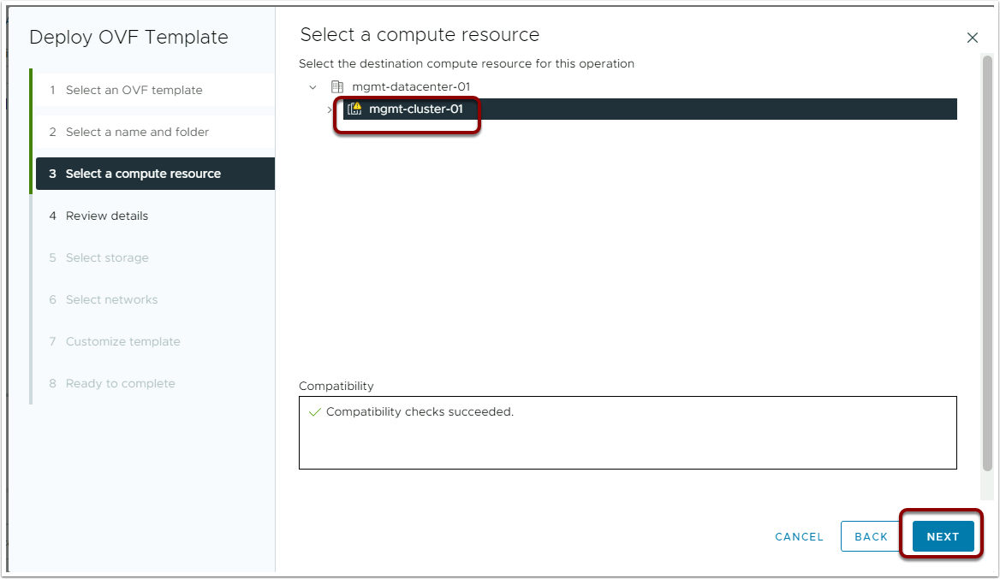 Deploy OVF Template
1 Select an OVF template
2 Select a name and folder
3 Select a compute resource
4 Review details
5 Select storage
6 Select networks
7 Customize template
8 Ready to complete
Select a compute resource
Select the destination compute resource for this operation
mgmt-datacenter-01
mgmt-cluster-01
Compatibility
Compatibility checks succeeded.
CANCEL BACK NEXT